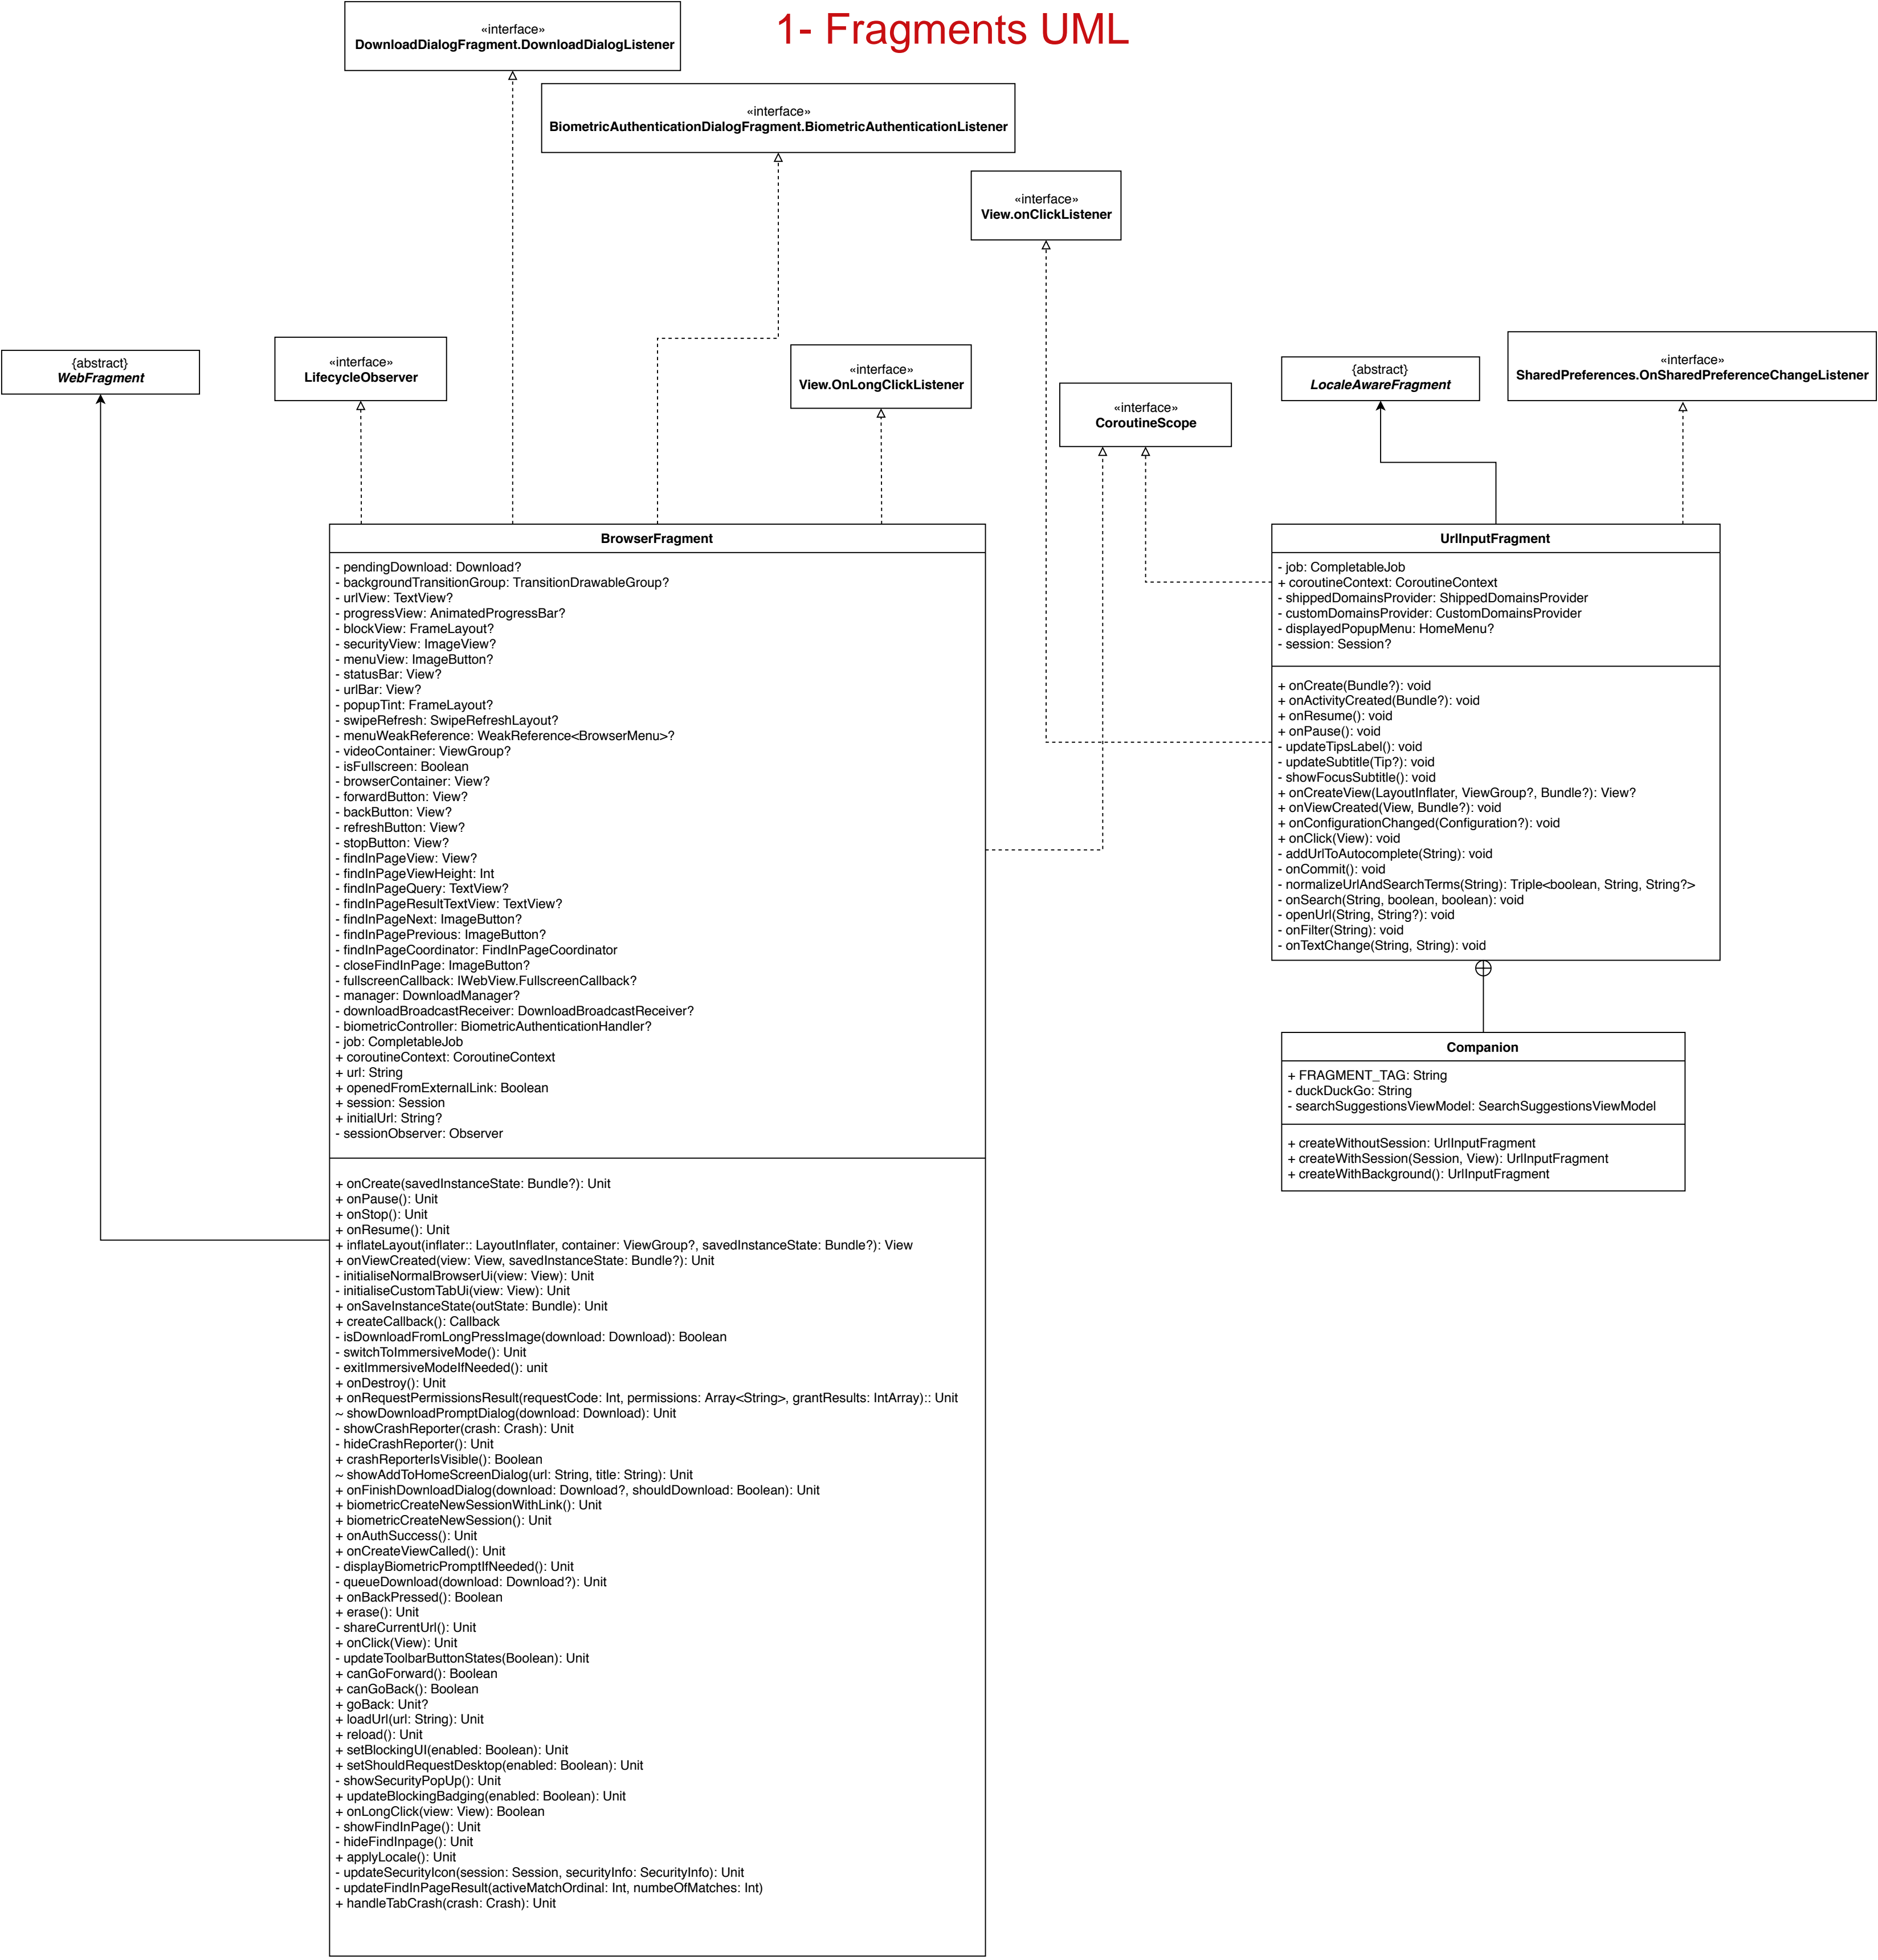 1- Fragments UML
«interface»
DownloadDialogFragment.DownloadDialogListener
«interface»
BiometricAuthenticationDialogFragment.BiometricAuthenticationListener
«interface»
View.onClickListener
{abstract}
WebFragment
«interface»
LifecycleObserver
«interface»
View.OnLongClickListener
«interface»
CoroutineScope
{abstract}
LocaleAwareFragment
«interface»
SharedPreferences.OnSharedPreferenceChangeListener
BrowserFragment
- pendingDownload: Download?
- backgroundTransitionGroup: TransitionDrawableGroup?
- urlView: TextView?
- progressView: AnimatedProgressBar?
- blockView: FrameLayout?
- securityView: ImageView?
- menuView: ImageButton?
- statusBar: View?
- urlBar: View?
- popupTint: FrameLayout?
- swipeRefresh: SwipeRefreshLayout?
- menuWeakReference: WeakReference<BrowserMenu>?
- videoContainer: ViewGroup?
- isFullscreen: Boolean
- browserContainer: View?
- forwardButton: View?
- backButton: View?
- refreshButton: View?
- stopButton: View?
- findInPageView: View?
- findInPageViewHeight: Int
- findInPageQuery: TextView?
- findInPageResultTextView: TextView?
- findInPageNext: ImageButton?
- findInPagePrevious: ImageButton?
- findInPageCoordinator: FindInPageCoordinator
- closeFindInPage: ImageButton?
- fullscreenCallback: IWebView.FullscreenCallback?
- manager: DownloadManager?
- downloadBroadcastReceiver: DownloadBroadcastReceiver?
- biometricController: BiometricAuthenticationHandler?
- job: CompletableJob
+ coroutineContext: CoroutineContext
+ url: String
+ openedFromExternalLink: Boolean
+ session: Session
+ initialUrl: String?
- sessionObserver: Observer
+ onCreate(savedInstanceState: Bundle?): Unit
+ onPause(): Unit
+ onStop(): Unit
+ onResume(): Unit
+ inflateLayout(inflater:: LayoutInflater, container: ViewGroup?, savedInstanceState: Bundle?): View
+ onViewCreated(view: View, savedInstanceState: Bundle?): Unit
- initialiseNormalBrowserUi(view: View): Unit
- initialiseCustomTabUi(view: View): Unit
+ onSaveInstanceState(outState: Bundle): Unit
+ createCallback(): Callback
- isDownloadFromLongPressImage(download: Download): Boolean
- switchToImmersiveMode(): Unit
- exitImmersiveModeIfNeeded(): unit
+ onDestroy(): Unit
+ onRequestPermissionsResult(requestCode: Int, permissions: Array<String>, grantResults: IntArray):: Unit
~ showDownloadPromptDialog(download: Download): Unit
- showCrashReporter(crash: Crash): Unit
- hideCrashReporter(): Unit
+ crashReporterIsVisible(): Boolean
~ showAddToHomeScreenDialog(url: String, title: String): Unit
+ onFinishDownloadDialog(download: Download?, shouldDownload: Boolean): Unit
+ biometricCreateNewSessionWithLink(): Unit
+ biometricCreateNewSession(): Unit
+ onAuthSuccess(): Unit
+ onCreateViewCalled(): Unit
- displayBiometricPromptIfNeeded(): Unit
- queueDownload(download: Download?): Unit
+ onBackPressed(): Boolean
+ erase(): Unit
- shareCurrentUrl(): Unit
+ onClick(View): Unit
- updateToolbarButtonStates(Boolean): Unit
+ canGoForward(): Boolean
+ canGoBack(): Boolean
+ goBack: Unit?
+ loadUrl(url: String): Unit
+ reload(): Unit
+ setBlockingUI(enabled: Boolean): Unit
+ setShouldRequestDesktop(enabled: Boolean): Unit
- showSecurityPopUp(): Unit
+ updateBlockingBadging(enabled: Boolean): Unit
+ onLongClick(view: View): Boolean
- showFindInPage(): Unit
- hideFindInpage(): Unit
+ applyLocale(): Unit
- updateSecurityIcon(session: Session, securityInfo: SecurityInfo): Unit
- updateFindInPageResult(activeMatchOrdinal: Int, numbeOfMatches: Int)
+ handleTabCrash(crash: Crash): Unit
UrlInputFragment
- job: CompletableJob
+ coroutineContext: CoroutineContext
- shippedDomainsProvider: ShippedDomainsProvider
- customDomainsProvider: CustomDomainsProvider
- displayedPopupMenu: HomeMenu?
- session: Session?
+ onCreate(Bundle?): void
+ onActivityCreated(Bundle?): void
+ onResume(): void
+ onPause(): void
- updateTipsLabel(): void
- updateSubtitle(Tip?): void
- showFocusSubtitle(): void
+ onCreateView(LayoutInflater, ViewGroup?, Bundle?): View?
+ onViewCreated(View, Bundle?): void
+ onConfigurationChanged(Configuration?): void
+ onClick(View): void
- addUrlToAutocomplete(String): void
- onCommit(): void
- normalizeUrlAndSearchTerms(String): Triple<boolean, String, String?>
- onSearch(String, boolean, boolean): void
- openUrl(String, String?): void
- onFilter(String): void
- onTextChange(String, String): void
Companion
+ FRAGMENT_TAG: String
- duckDuckGo: String
- searchSuggestionsViewModel: SearchSuggestionsViewModel
+ createWithoutSession: UrlInputFragment
+ createWithSession(Session, View): UrlInputFragment
+ createWithBackground(): UrlInputFragment